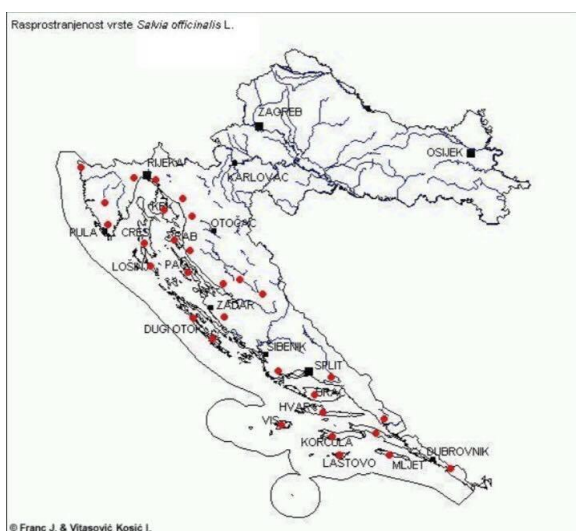 Rasprostranjenost vrste Salvia officinalis L.
ZAGREB
OSIJEK
RIJEKA
KARLOVAC
KRK
OTOČAC
PULA
CRES
RAB
LOŠINJ
PAG
ZADAR
DUGI OTOK
ŠIBENIK
SPLIT
BRAČ
HVAR
VIS
KORČULA
DUBROVNIK
LASTOVO
MLJET
© Franc J. & Vitasović Kosić I.